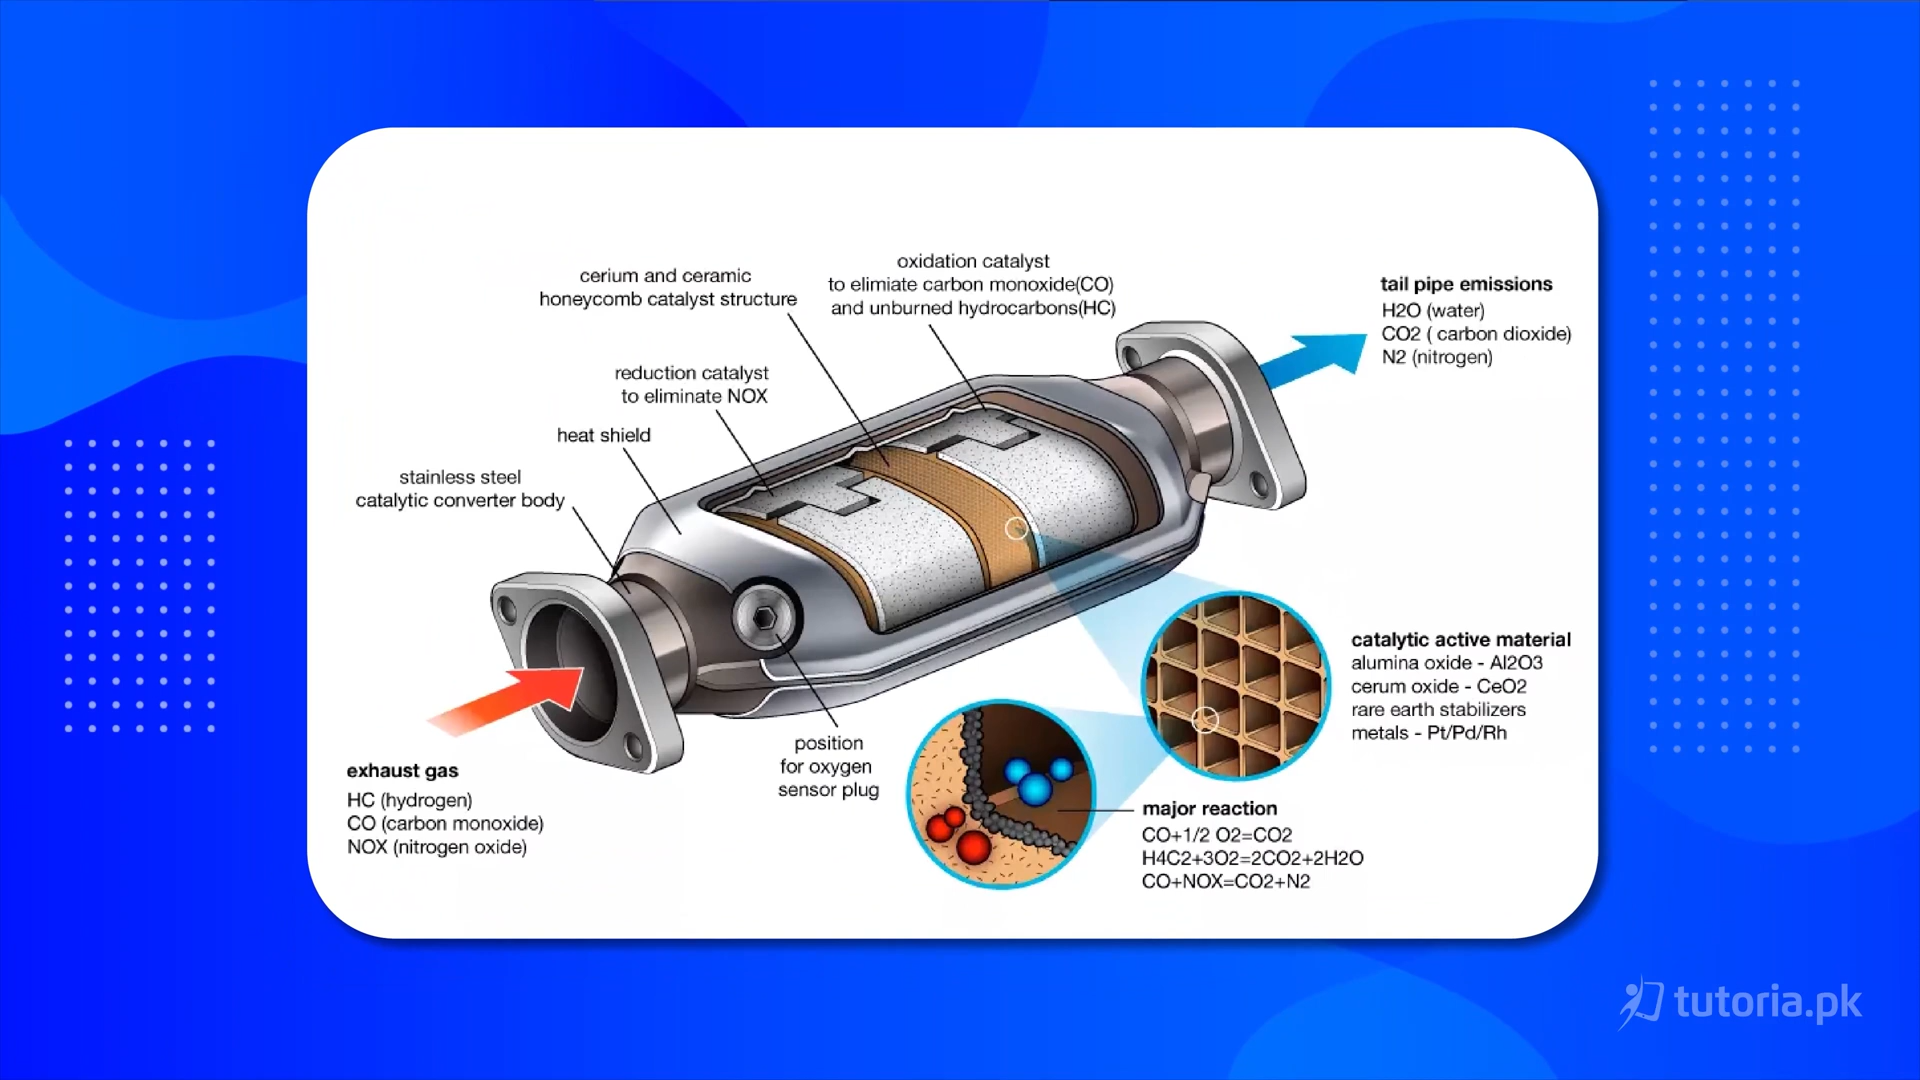 cerium and ceramic
honeycomb catalyst structure
oxidation catalyst
to elimiate carbon monoxide(CO)
and unburned hydrocarbons(HC)
tail pipe emissions
H2O (water)
CO2 ( carbon dioxide)
N2 (nitrogen)
reduction catalyst
to eliminate NOX
heat shield
stainless steel
catalytic converter body
catalytic active material
alumina oxide - Al2O3
cerum oxide - CeO2
rare earth stabilizers
metals - Pt/Pd/Rh
position
for oxygen
sensor plug
exhaust gas
HC (hydrogen)
CO (carbon monoxide)
NOX (nitrogen oxide)
major reaction
CO+1/2 O2=CO2
H4C2+3O2=2CO2+2H2O
CO+NOX=CO2+N2
tutoria.pk